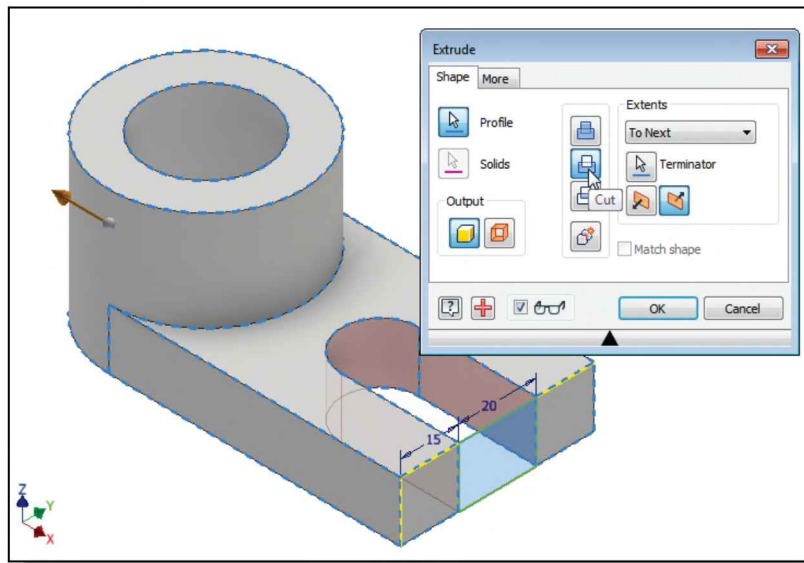 Extrude
Shape
More
Profile
Solids
Output
Extents
To Next
Terminator
Cut
Match shape
OK
Cancel
20
15
Z
Y
X